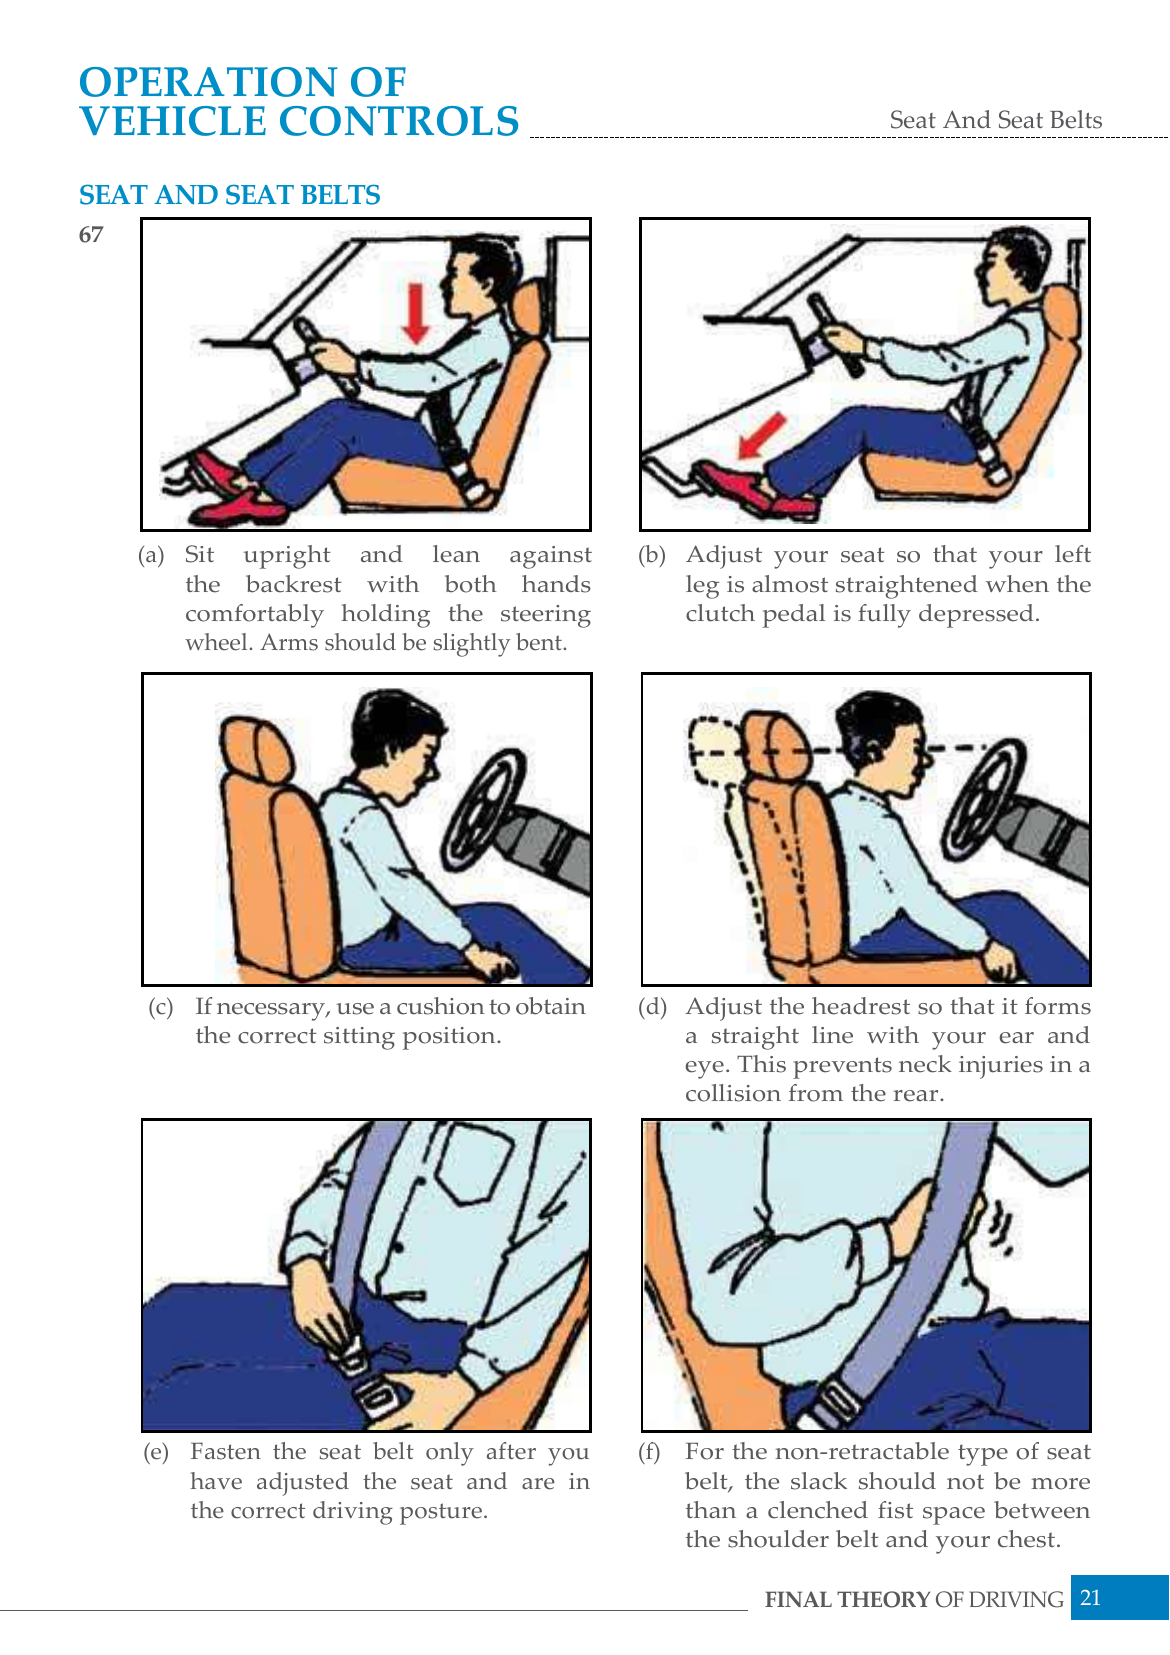 OPERATION OF
VEHICLE CONTROLS
Seat And Seat Belts
SEAT AND SEAT BELTS
67
(a) Sit upright and lean against
the backrest with both hands
comfortably holding the steering
wheel. Arms should be slightly bent.
(b) Adjust your seat so that your left
leg is almost straightened when the
clutch pedal is fully depressed.
(c) If necessary, use a cushion to obtain
the correct sitting position.
(d) Adjust the headrest so that it forms
a straight line with your ear and
eye. This prevents neck injuries in a
collision from the rear.
(e) Fasten the seat belt only after you
have adjusted the seat and are in
the correct driving posture.
(f) For the non-retractable type of seat
belt, the slack should not be more
than a clenched fist space between
the shoulder belt and your chest.
FINAL THEORY OF DRIVING 21